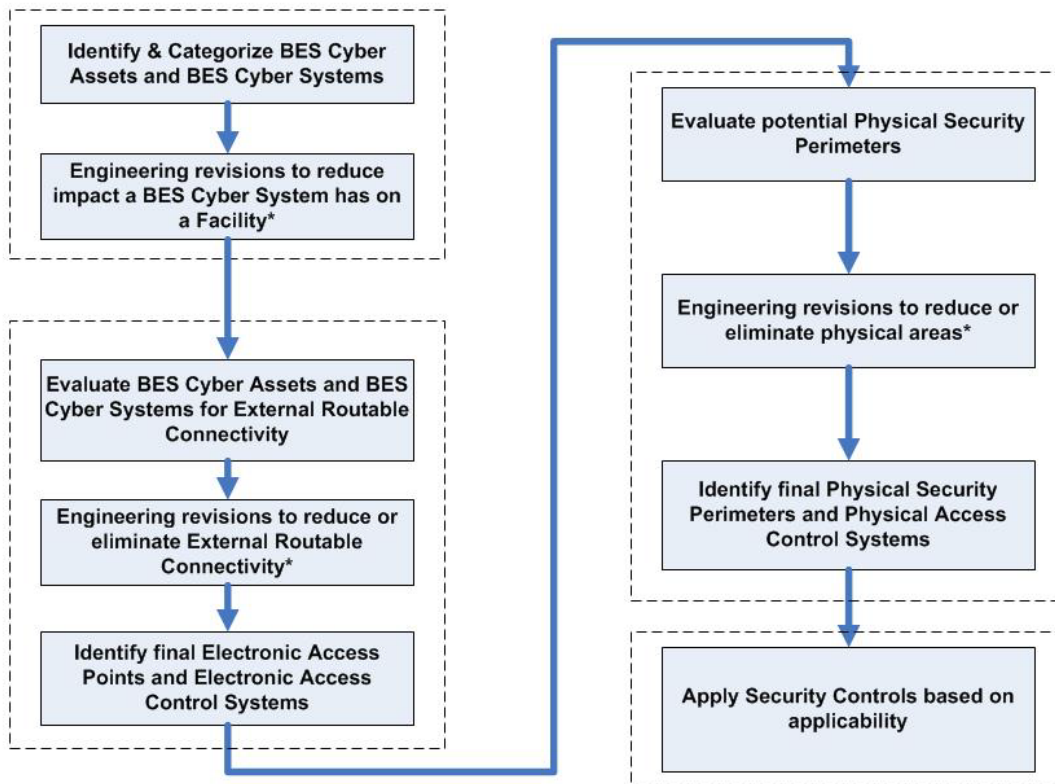 Identify & Categorize BES Cyber
Assets and BES Cyber Systems
Engineering revisions to reduce
impact a BES Cyber System has on
a Facility*
Evaluate BES Cyber Assets and BES
Cyber Systems for External Routable
Connectivity
Engineering revisions to reduce or
eliminate External Routable
Connectivity*
Identify final Electronic Access
Points and Electronic Access
Control Systems
Evaluate potential Physical Security
Perimeters
Engineering revisions to reduce or
eliminate physical areas*
Identify final Physical Security
Perimeters and Physical Access
Control Systems
Apply Security Controls based on
applicability